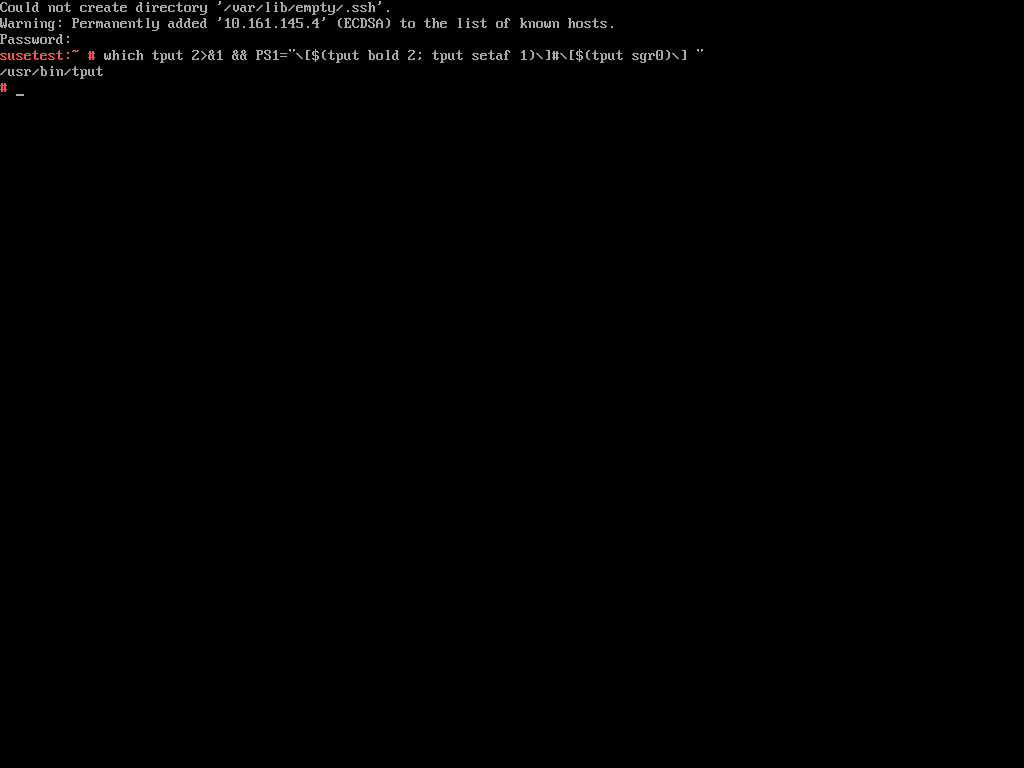 Could not create directory '/var/lib/empty/.ssh'.
Warning: Permanently added '10.161.145.4' (ECDSA) to the list of known hosts.
Password:
susetest:~ # which tput 2>&1 && PS1="\[$(tput bold 2; tput setaf 1)\]#\[$(tput sgr0)\] "
/usr/bin/tput
# _